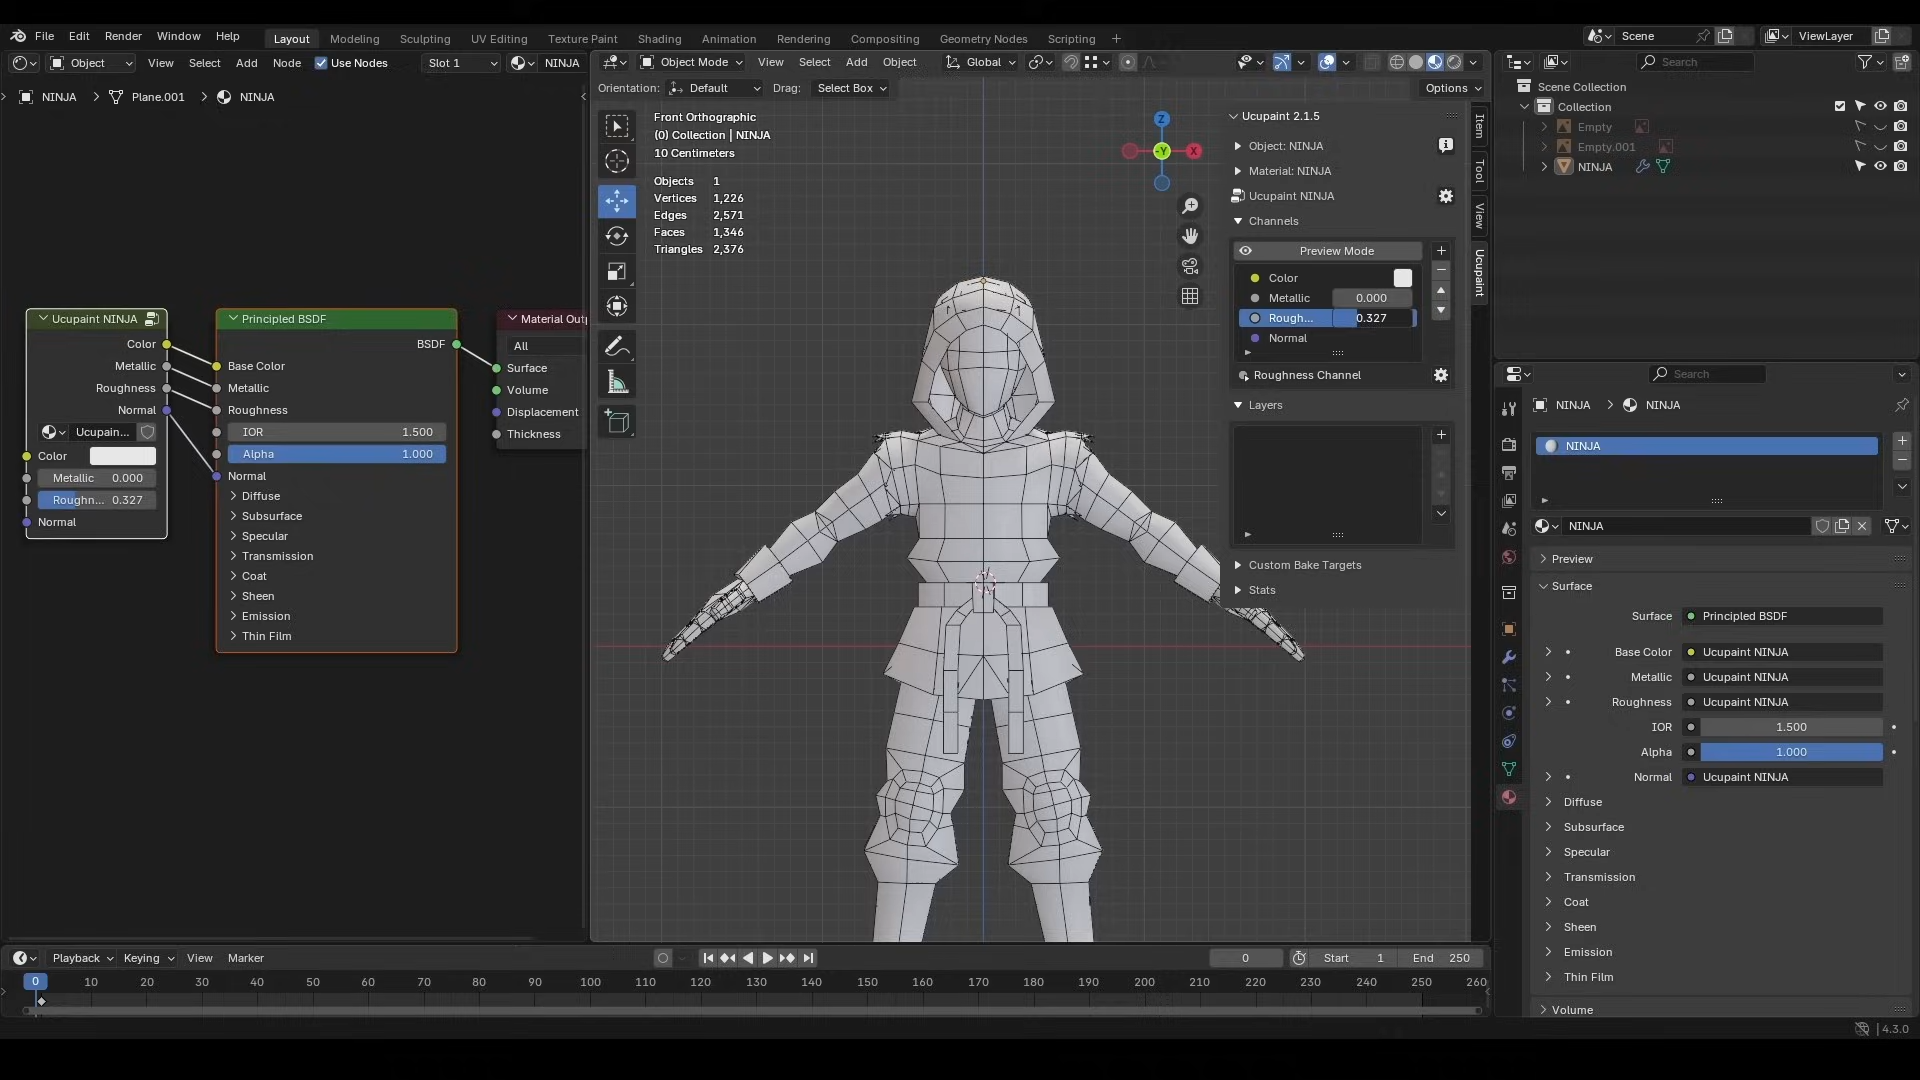 File Edit Render Window Help Layout Modeling Sculpting UV Editing Texture Paint Shading Animation Rendering Compositing Geometry Nodes Scripting + Scene ViewLayer
Object View Select Add Node Use Nodes Slot 1 NINJA
Object Mode View Select Add Object Global
Search
NINJA > Plane.001 > NINJA
Orientation: Default Drag: Select Box Options
Scene Collection
Collection
Empty
Empty.001
NINJA
Front Orthographic
(0) Collection | NINJA
10 Centimeters
Objects 1
Vertices 1,226
Edges 2,571
Faces 1,346
Triangles 2,376
Z
-Y
X
Item
Tool
View
Ucupaint
Ucupaint 2.1.5
Object: NINJA
Material: NINJA
Ucupaint NINJA
Channels
Preview Mode
Color
Metallic 0.000
Rough... 0.327
Normal
Roughness Channel
Layers
Custom Bake Targets
Stats
Ucupaint NINJA
Color
Metallic
Roughness
Normal
Ucupain...
Color
Metallic 0.000
Roughn... 0.327
Normal
Principled BSDF
BSDF
Base Color
Metallic
Roughness
IOR 1.500
Alpha 1.000
Normal
Diffuse
Subsurface
Specular
Transmission
Coat
Sheen
Emission
Thin Film
Material Outp
All
Surface
Volume
Displacement
Thickness
Search
NINJA > NINJA
NINJA
NINJA
Preview
Surface
Surface Principled BSDF
Base Color Ucupaint NINJA
Metallic Ucupaint NINJA
Roughness Ucupaint NINJA
IOR 1.500
Alpha 1.000
Normal Ucupaint NINJA
Diffuse
Subsurface
Specular
Transmission
Coat
Sheen
Emission
Thin Film
Volume
Playback Keying View Marker 0 Start 1 End 250
0 10 20 30 40 50 60 70 80 90 100 110 120 130 140 150 160 170 180 190 200 210 220 230 240 250 260
4.3.0